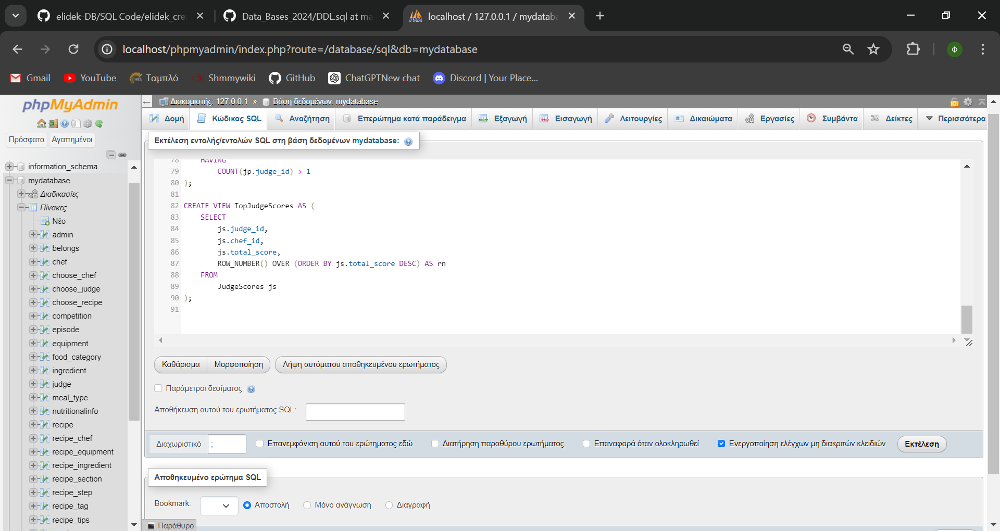 elidek-DB/SQL Code/elidek_cre
Data_Bases_2024/DDL.sql at ma
localhost / 127.0.0.1 / mydatab
localhost/phpmyadmin/index.php?route=/database/sql&db=mydatabase
Φ
Gmail
YouTube
Ταμπλό
Shmmywiki
GitHub
ChatGPTNew chat
Discord | Your Place...
phpMyAdmin
Πρόσφατα
Αγαπημένοι
information_schema
mydatabase
Διαδικασίες
Πίνακες
Νέο
admin
belongs
chef
choose_chef
choose_judge
choose_recipe
competition
episode
equipment
food_category
ingredient
judge
meal_type
nutritionalinfo
recipe
recipe_chef
recipe_equipment
recipe_ingredient
recipe_section
recipe_step
recipe_tag
recipe_tips
Διακομιστής: 127.0.0.1 » Βάση δεδομένων: mydatabase
Δομή
Κώδικας SQL
Αναζήτηση
Επερώτημα κατά παράδειγμα
Εξαγωγή
Εισαγωγή
Λειτουργίες
Δικαιώματα
Εργασίες
Συμβάντα
Δείκτες
Περισσότερα
Εκτέλεση εντολής/εντολών SQL στη βάση δεδομένων mydatabase:
78 HAVING
79 COUNT(jp.judge_id) > 1
80 );
81
82 CREATE VIEW TopJudgeScores AS (
83 SELECT
84 js.judge_id,
85 js.chef_id,
86 js.total_score,
87 ROW_NUMBER() OVER (ORDER BY js.total_score DESC) AS rn
88 FROM
89 JudgeScores js
90 );
91
Καθάρισμα
Μορφοποίηση
Λήψη αυτόματου αποθηκευμένου ερωτήματος
Παράμετροι δεσίματος
Αποθήκευση αυτού του ερωτήματος SQL:
Διαχωριστικό
;
Επανεμφάνιση αυτού του ερώτηματος εδώ
Διατήρηση παραθύρου ερωτήματος
Επαναφορά όταν ολοκληρωθεί
Ενεργοποίηση ελέγχων μη διακριτών κλειδιών
Εκτέλεση
Αποθηκευμένο ερώτημα SQL
Bookmark:
Αποστολή
Μόνο ανάγνωση
Διαγραφή
Παράθυρο